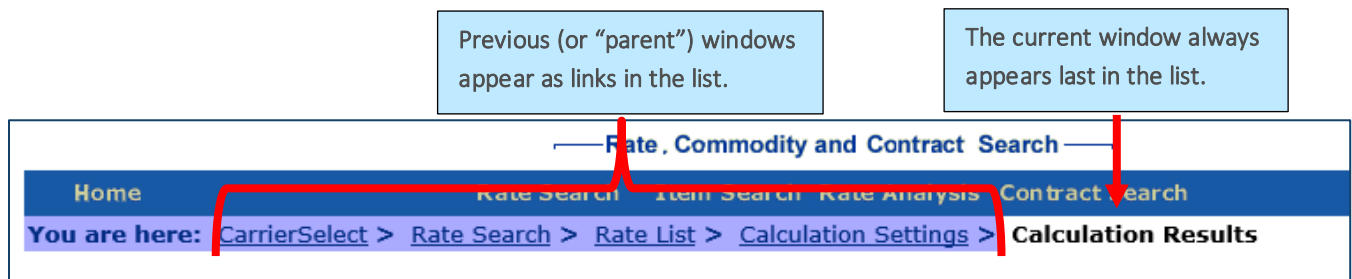 Previous (or “parent”) windows
appear as links in the list.
The current window always
appears last in the list.
Rate , Commodity and Contract Search
Home Rate Search Item Search Rate Analysis Contract Search
You are here: CarrierSelect > Rate Search > Rate List > Calculation Settings > Calculation Results